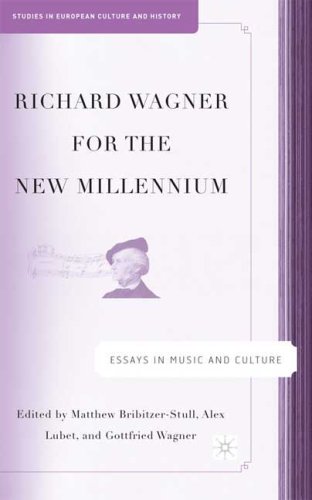 STUDIES IN EUROPEAN CULTURE AND HISTORY
RICHARD WAGNER
FOR THE
NEW MILLENNIUM
ESSAYS IN MUSIC AND CULTURE
Edited by Matthew Bribitzer-Stull, Alex
Lubet, and Gottfried Wagner